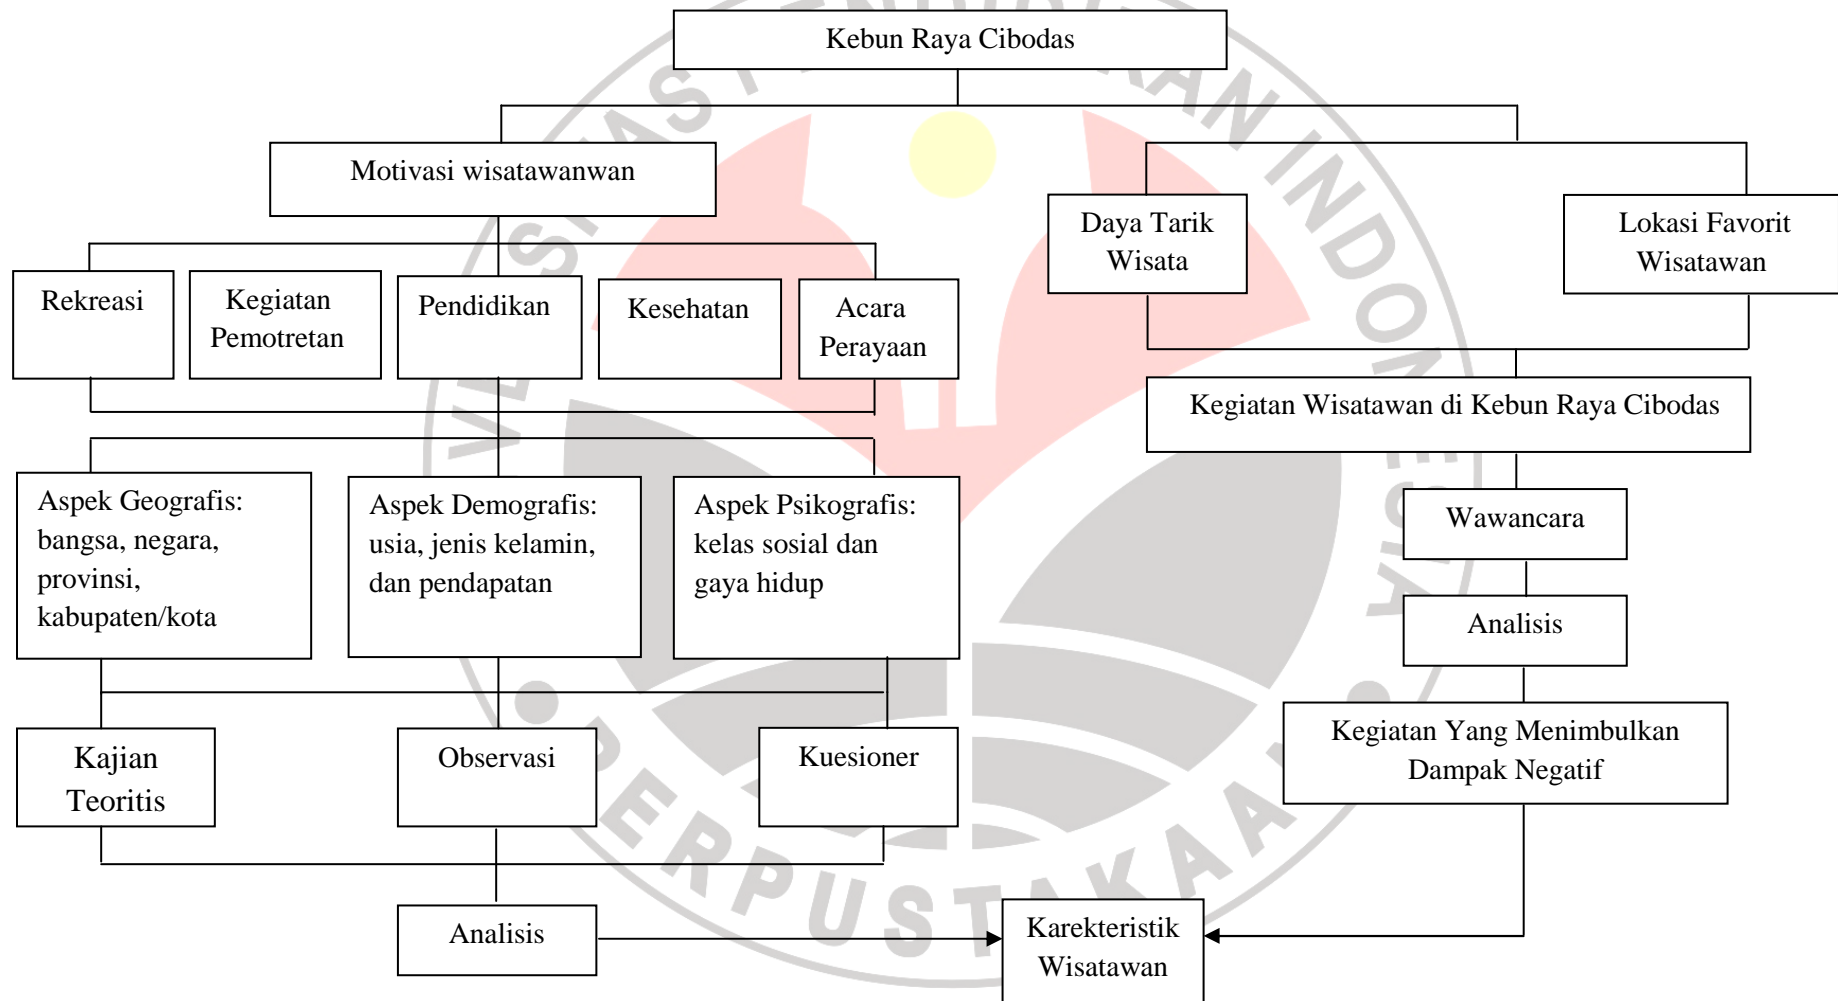 Kebun Raya Cibodas
Motivasi wisatawanwan
Daya Tarik
Wisata
Lokasi Favorit
Wisatawan
Rekreasi
Kegiatan
Pemotretan
Pendidikan
Kesehatan
Acara
Perayaan
Kegiatan Wisatawan di Kebun Raya Cibodas
Aspek Geografis:
bangsa, negara,
provinsi,
kabupaten/kota
Aspek Demografis:
usia, jenis kelamin,
dan pendapatan
Aspek Psikografis:
kelas sosial dan
gaya hidup
Wawancara
Analisis
Kajian
Teoritis
Observasi
Kuesioner
Kegiatan Yang Menimbulkan
Dampak Negatif
Analisis
Karekteristik
Wisatawan
PERPUSTAKAAN